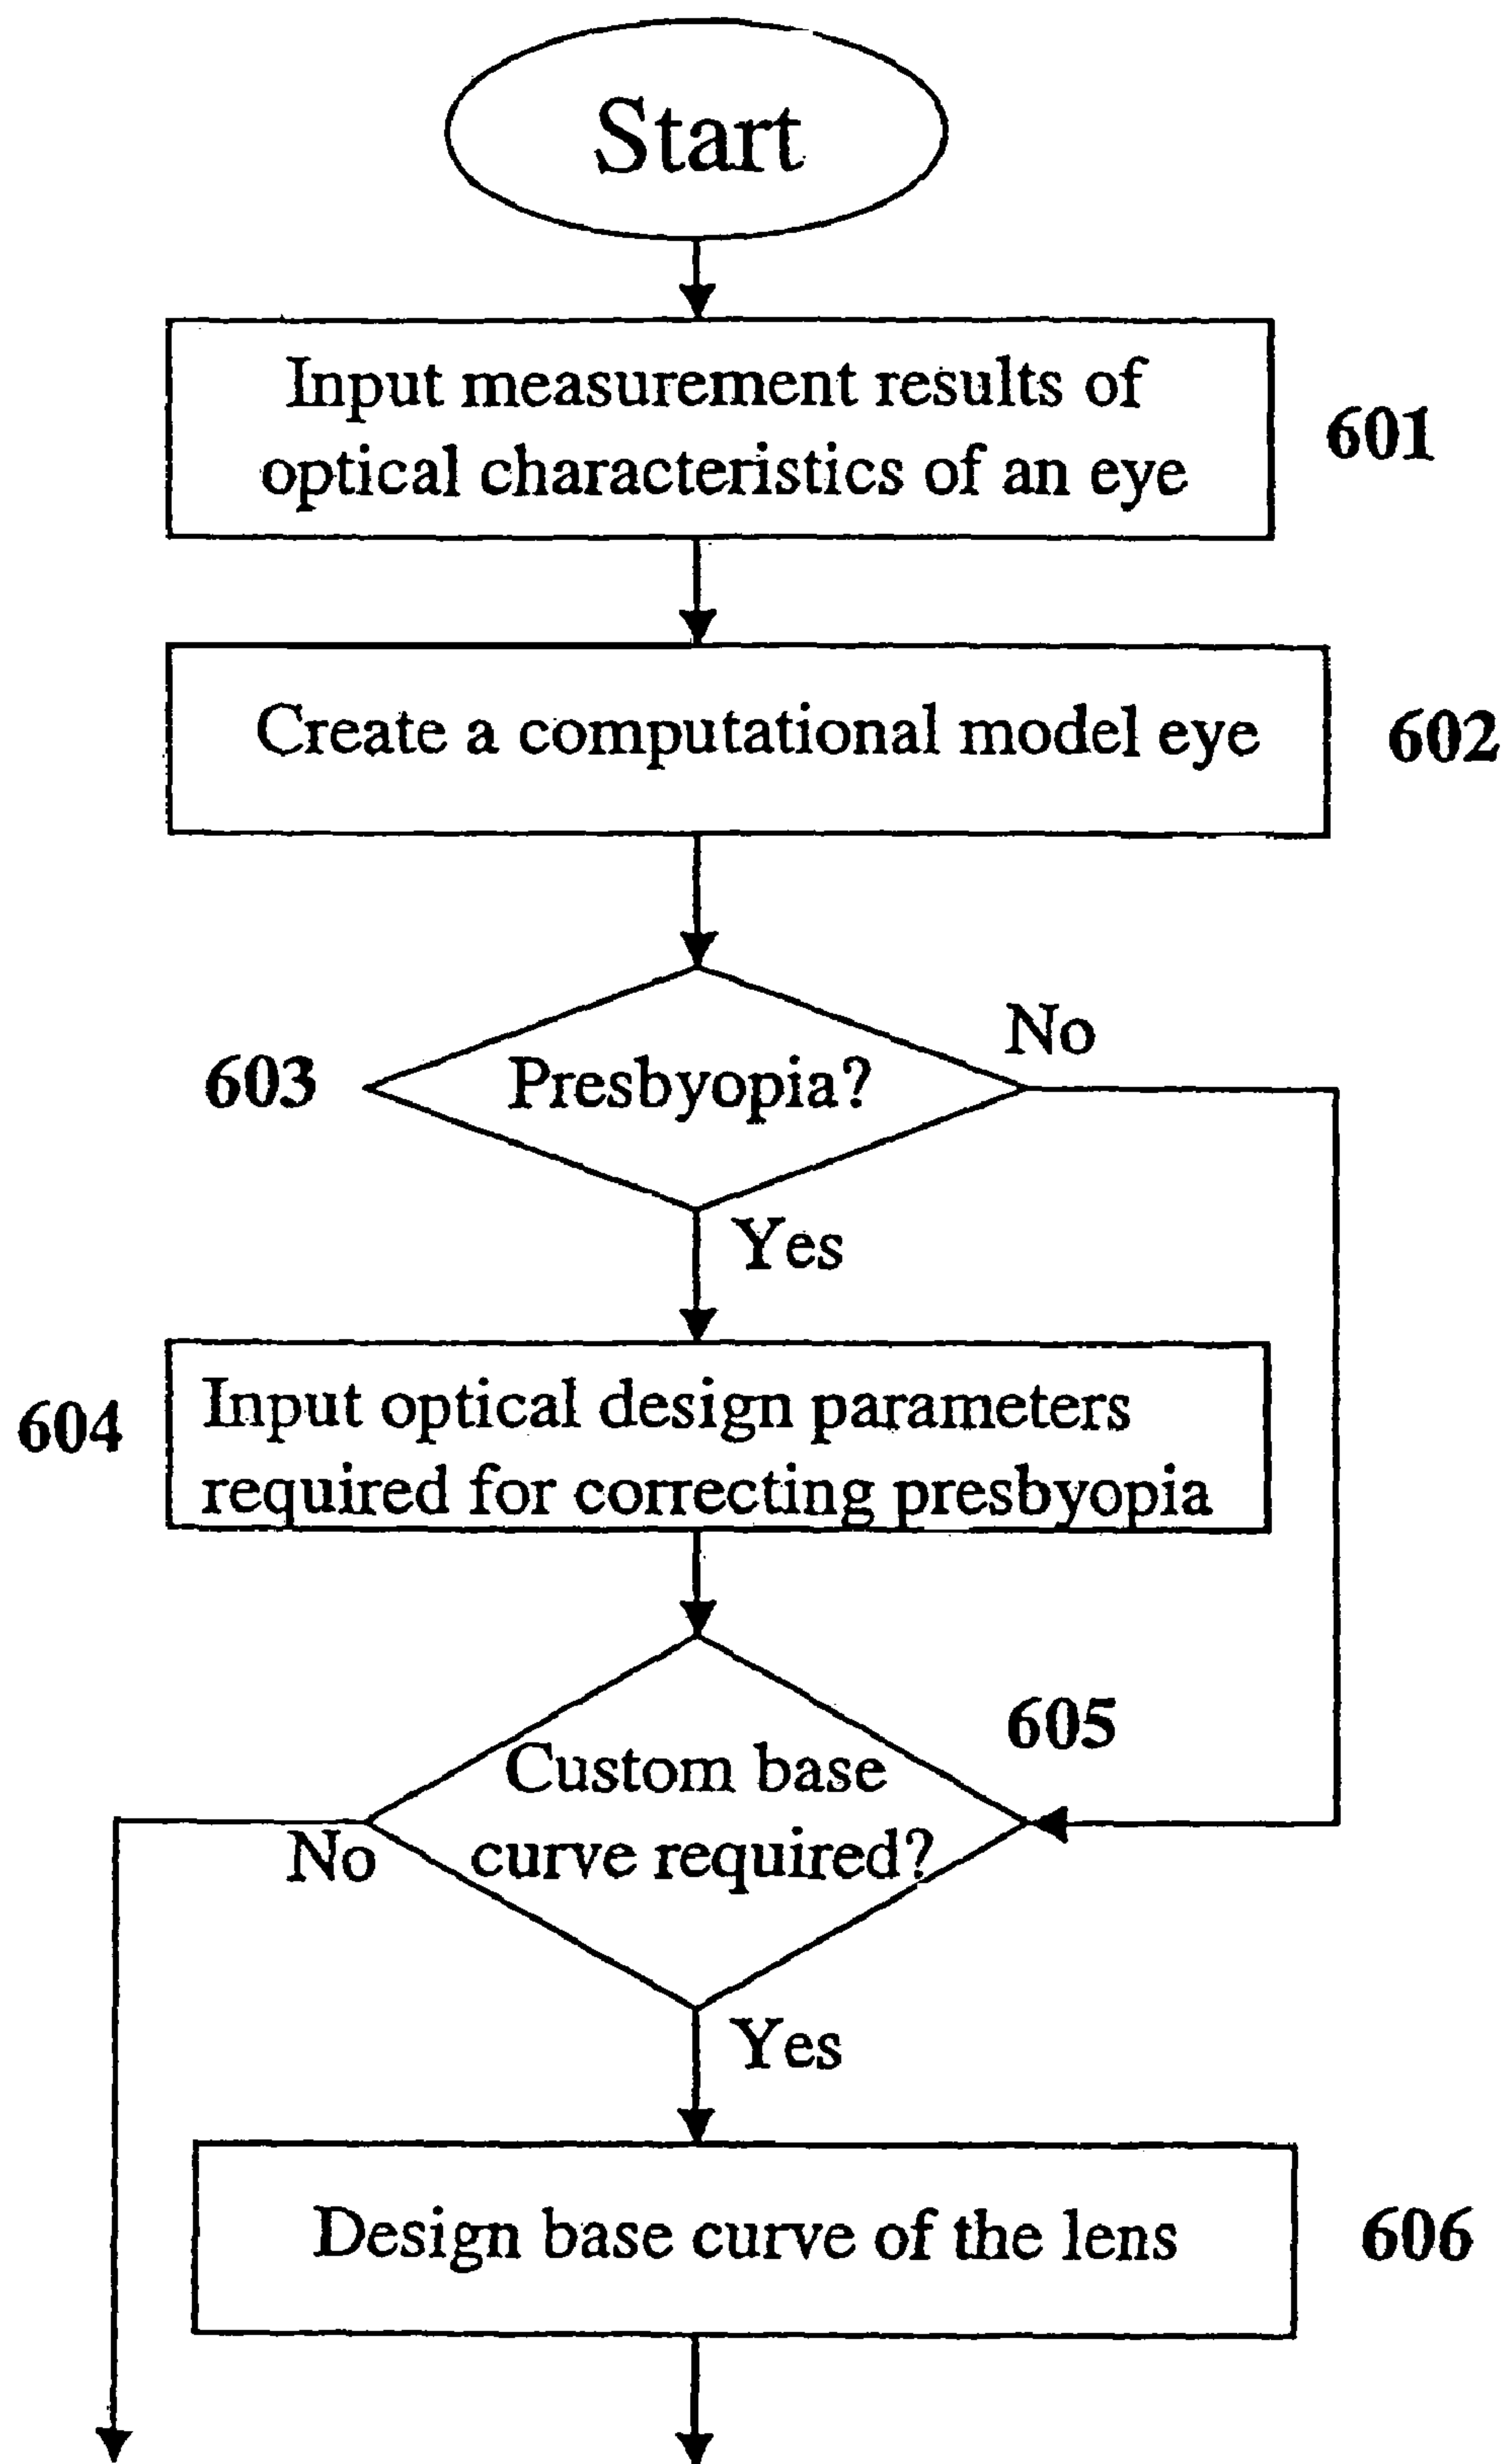 Start
Input measurement results of
optical characteristics of an eye
601
Create a computational model eye
602
No
603
Presbyopia?
Yes
604
Input optical design parameters
required for correcting presbyopia
605
Custom base
curve required?
No
Yes
Design base curve of the lens
606